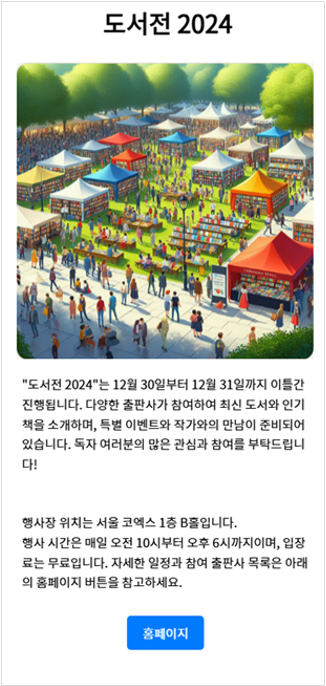 도서전 2024
"도서전 2024"는 12월 30일부터 12월 31일까지 이틀간
진행됩니다. 다양한 출판사가 참여하여 최신 도서와 인기
책을 소개하며, 특별 이벤트와 작가와의 만남이 준비되어
있습니다. 독자 여러분의 많은 관심과 참여를 부탁드립니
다!
행사장 위치는 서울 코엑스 1층 B홀입니다.
행사 시간은 매일 오전 10시부터 오후 6시까지이며, 입장
료는 무료입니다. 자세한 일정과 참여 출판사 목록은 아래
의 홈페이지 버튼을 참고하세요.
홈페이지